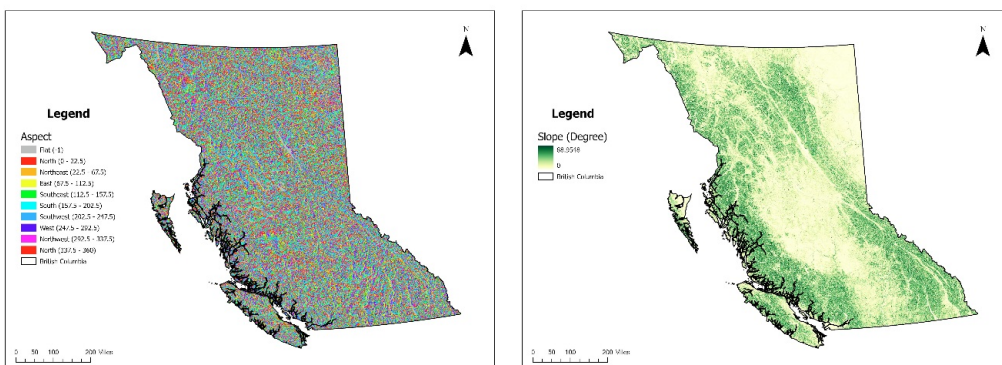 N
Legend
Aspect
Flat (-1)
North (0 - 22.5)
Northeast (22.5 - 67.5)
East (67.5 - 112.5)
Southeast (112.5 - 157.5)
South (157.5 - 202.5)
Southwest (202.5 - 247.5)
West (247.5 - 292.5)
Northwest (292.5 - 337.5)
North (337.5 - 360)
British Columbia
0 50 100 200 Miles
N
Legend
Slope (Degree)
0
British Columbia
0 50 100 200 Miles